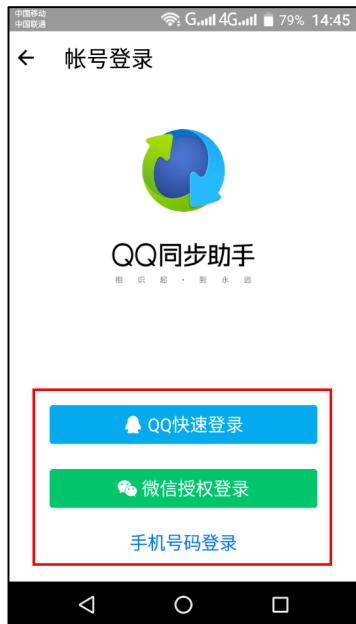 中国移动
中国联通
G 4G 79% 14:45
帐号登录
QQ同步助手
相识起·到永远
QQ快速登录
微信授权登录
手机号码登录